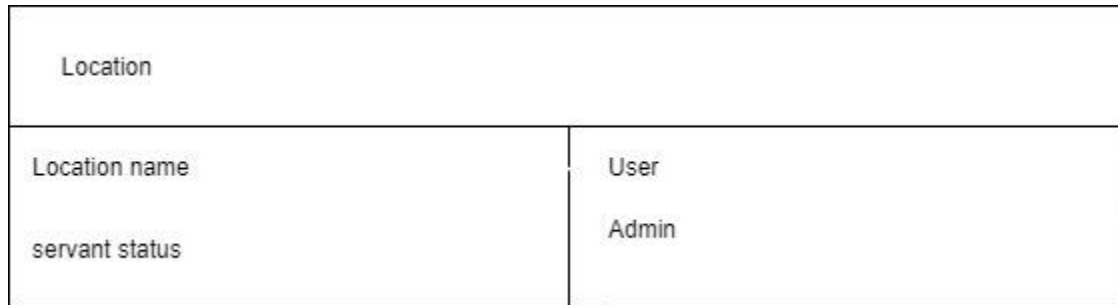 Location
Location name
servant status
User
Admin